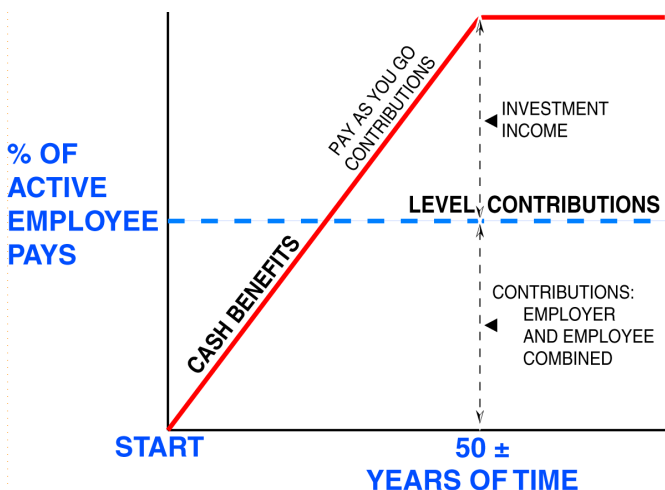 PAY AS YOU GO
CONTRIBUTIONS
INVESTMENT
INCOME
% OF
ACTIVE
EMPLOYEE
PAYS
LEVEL CONTRIBUTIONS
CASH BENEFITS
CONTRIBUTIONS:
EMPLOYER
AND EMPLOYEE
COMBINED
START
50 ±
YEARS OF TIME